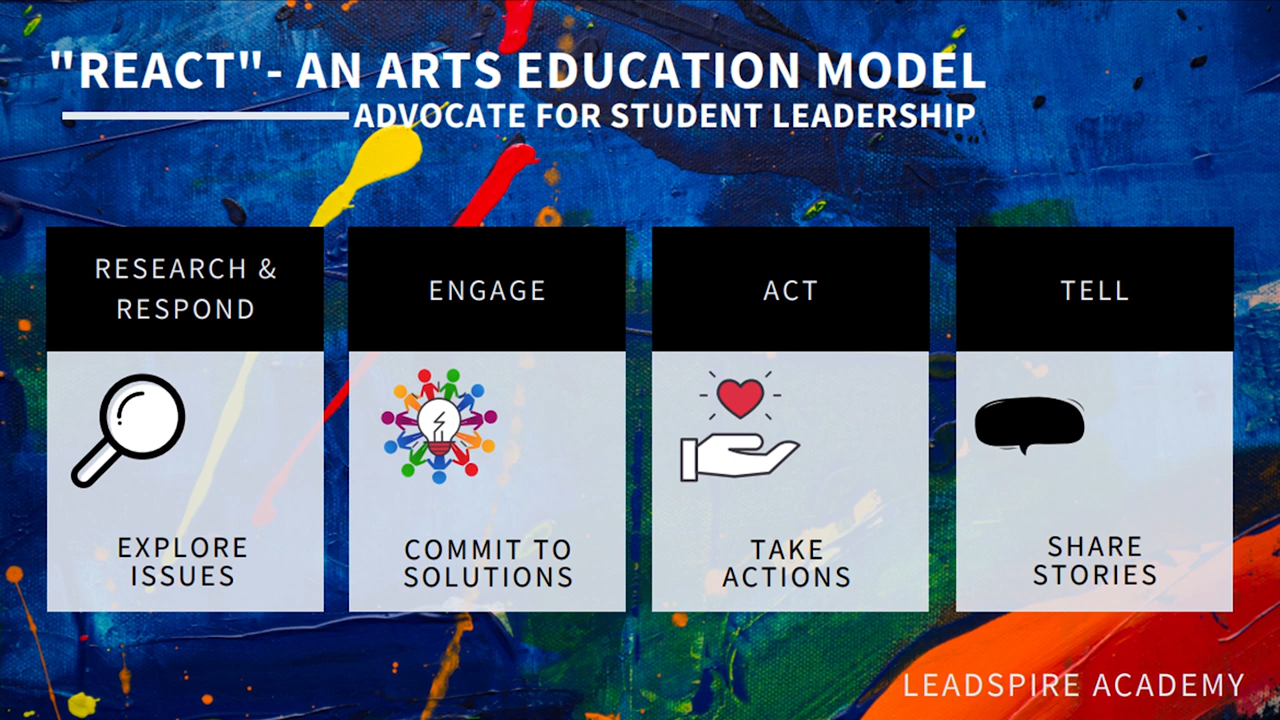 "REACT"- AN ARTS EDUCATION MODEL
ADVOCATE FOR STUDENT LEADERSHIP
RESEARCH &
RESPOND
EXPLORE
ISSUES
ENGAGE
COMMIT TO
SOLUTIONS
ACT
TAKE
ACTIONS
TELL
SHARE
STORIES
LEADSPIRE ACADEMY